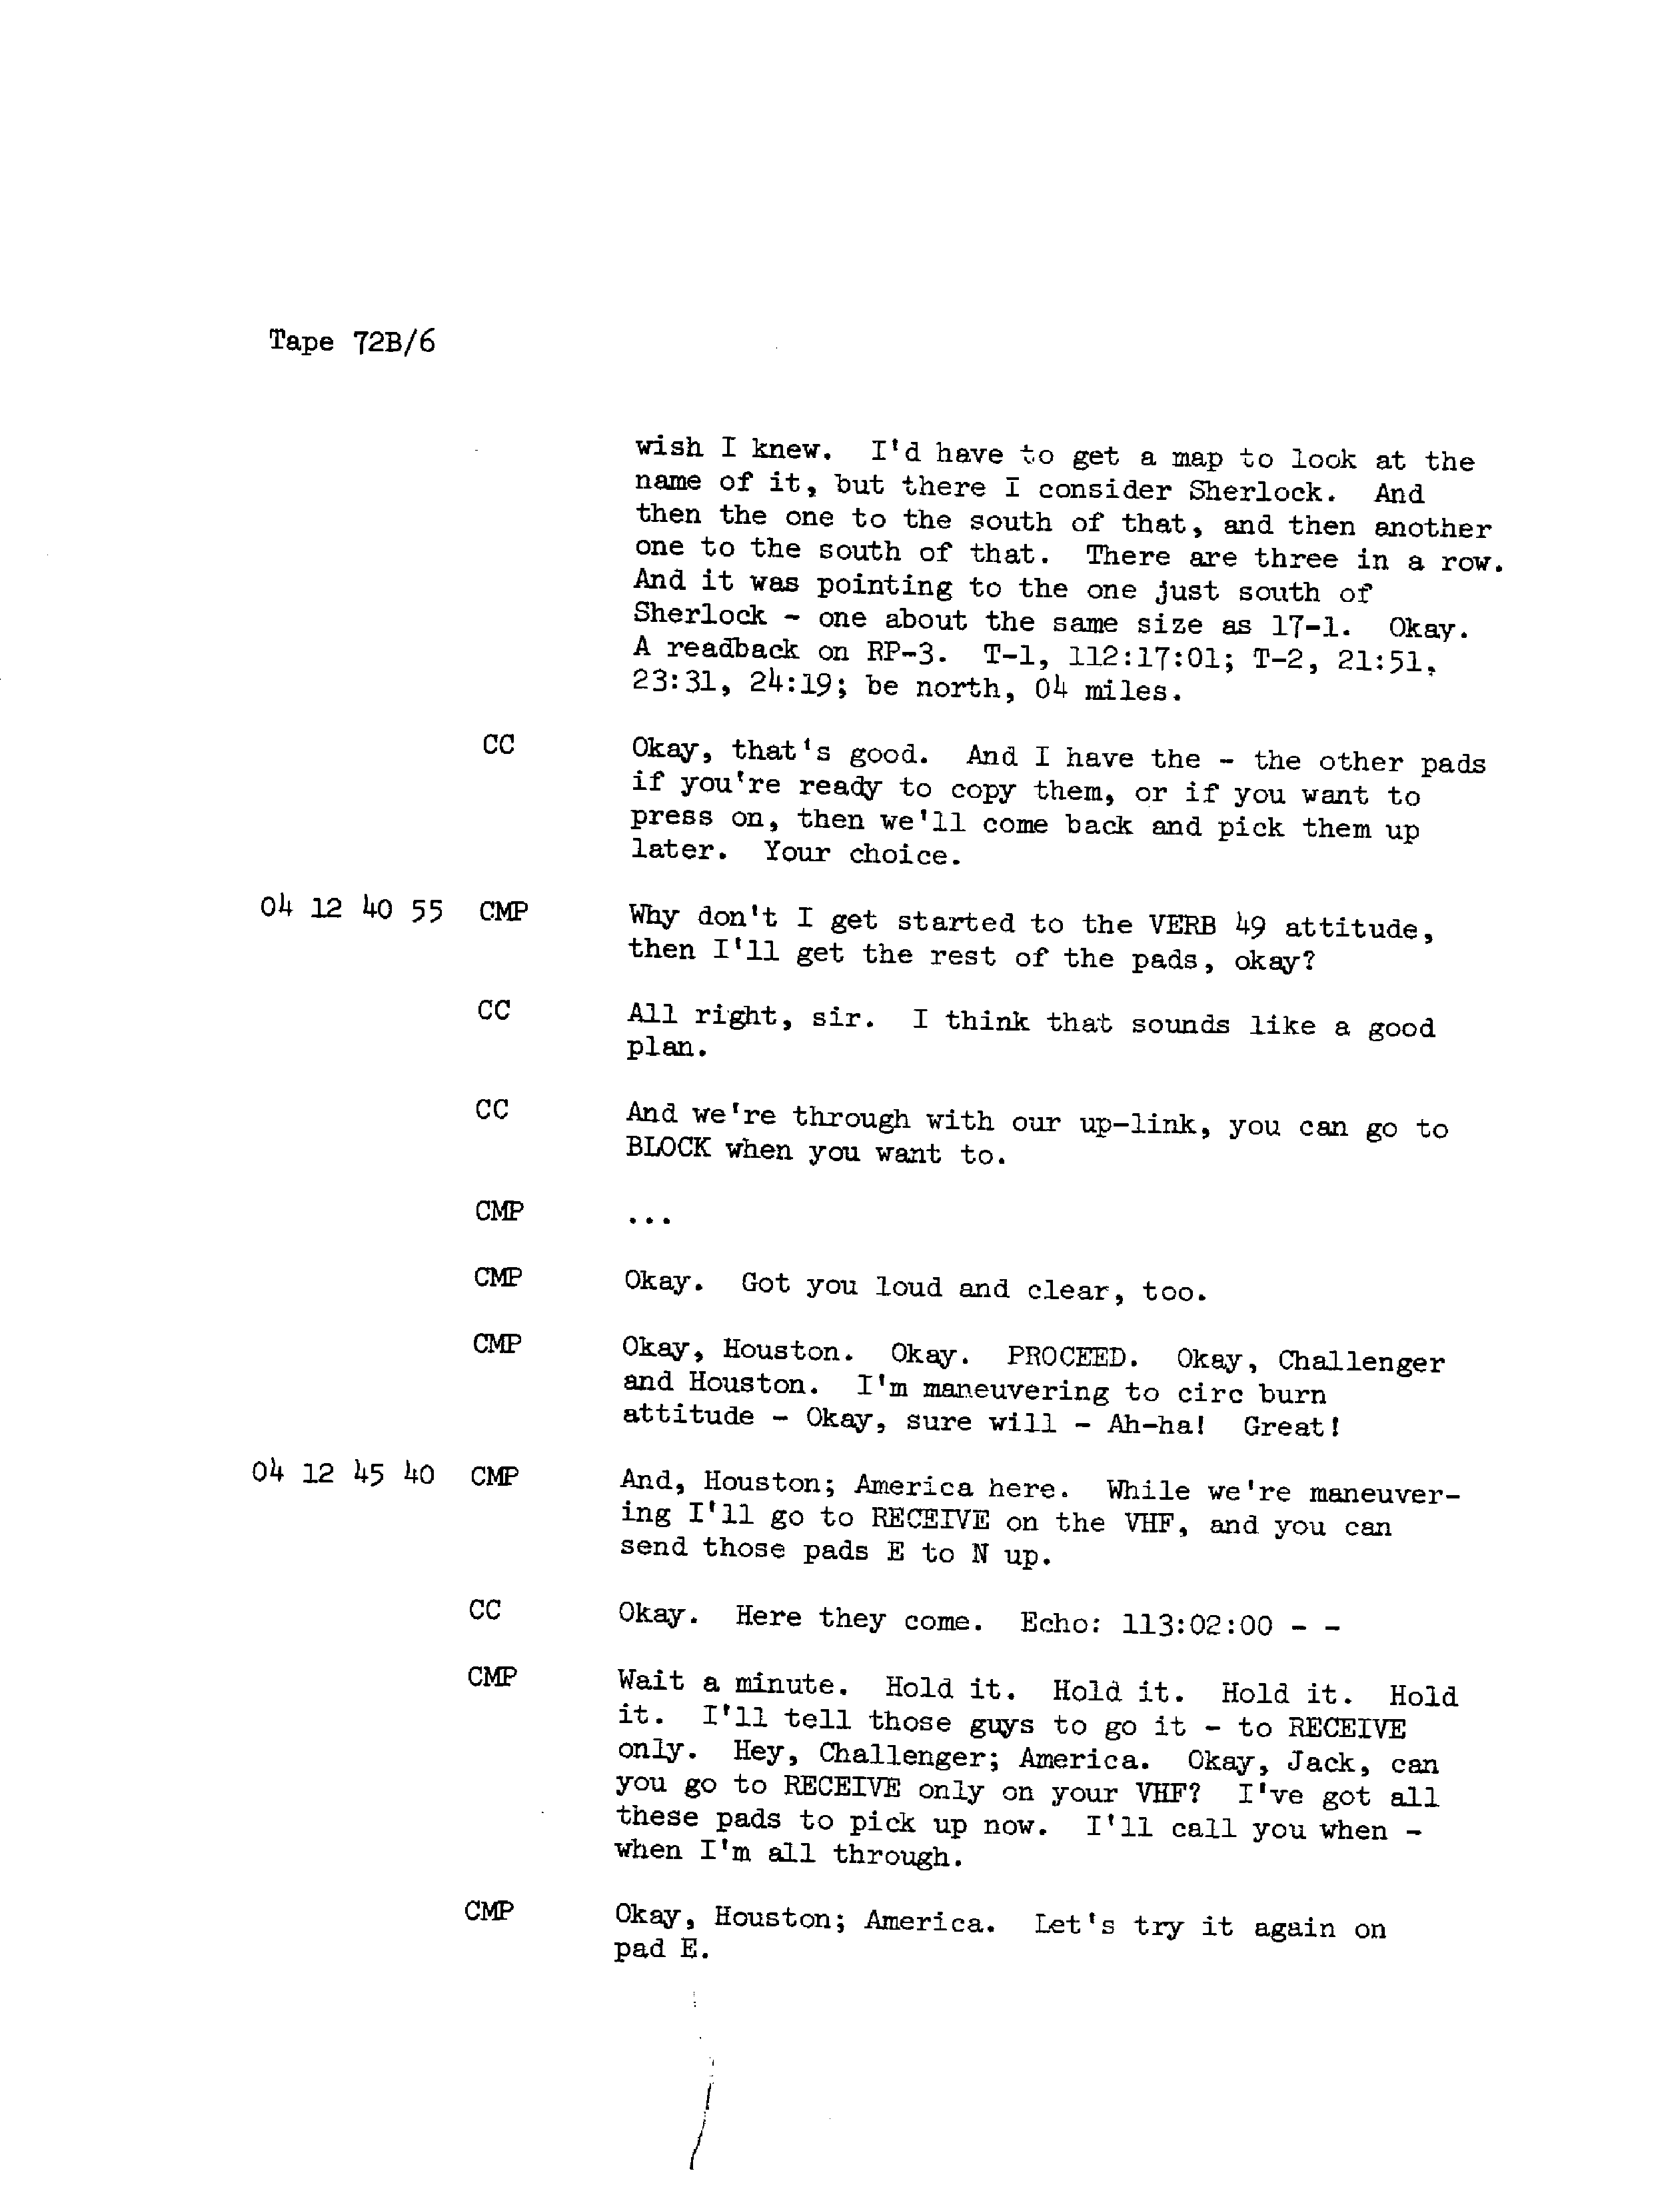 Tape 72B/6
wish I knew. I'd have to get a map to look at the
name of it, but there I consider Sherlock. And
then the one to the south of that, and then another
one to the south of that. There are three in a row.
And it was pointing to the one just south of
Sherlock - one about the same size as 17-1. Okay.
A readback on RP-3. T-1, 112:17:01; T-2, 21:51,
23:31, 24:19; be north, 04 miles.
CC Okay, that's good. And I have the - the other pads
if you're ready to copy them, or if you want to
press on, then we'll come back and pick them up
later. Your choice.
04 12 40 55 CMP Why don't I get started to the VERB 49 attitude,
then I'll get the rest of the pads, okay?
CC All right, sir. I think that sounds like a good
plan.
CC And we're through with our up-link, you can go to
BLOCK when you want to.
CMP ...
CMP Okay. Got you loud and clear, too.
CMP Okay, Houston. Okay. PROCEED. Okay, Challenger
and Houston. I'm maneuvering to circ burn
attitude - Okay, sure will - Ah-ha! Great!
04 12 45 40 CMP And, Houston; America here. While we're maneuver-
ing I'll go to RECEIVE on the VHF, and you can
send those pads E to N up.
CC Okay. Here they come. Echo: 113:02:00 - -
CMP Wait a minute. Hold it. Hold it. Hold it. Hold
it. I'll tell those guys to go it - to RECEIVE
only. Hey, Challenger; America. Okay, Jack, can
you go to RECEIVE only on your VHF? I've got all
these pads to pick up now. I'll call you when -
when I'm all through.
CMP Okay, Houston; America. Let's try it again on
pad E.